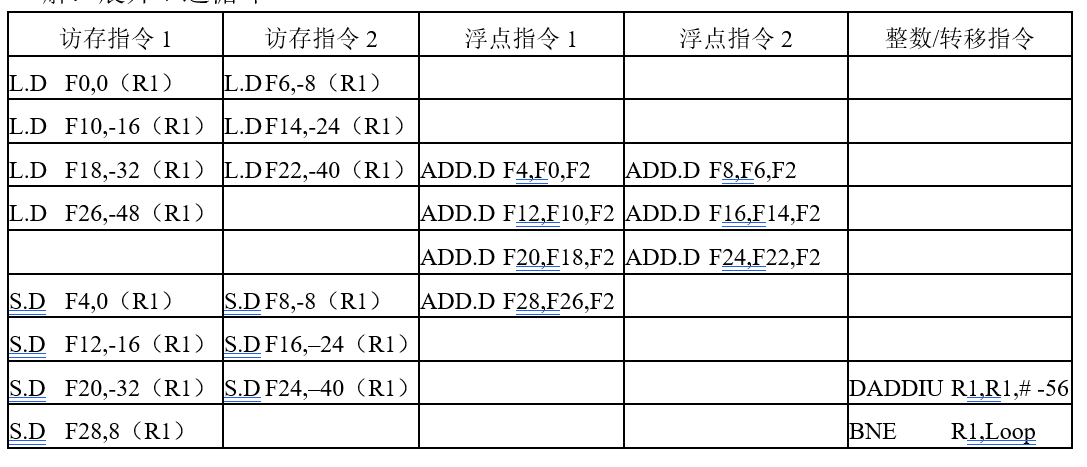 访存指令 1 访存指令 2 浮点指令 1 浮点指令 2 整数/转移指令
L.D F0,0（R1） L.D F6,-8（R1）
L.D F10,-16（R1） L.D F14,-24（R1）
L.D F18,-32（R1） L.D F22,-40（R1） ADD.D F4,F0,F2 ADD.D F8,F6,F2
L.D F26,-48（R1） ADD.D F12,F10,F2 ADD.D F16,F14,F2
ADD.D F20,F18,F2 ADD.D F24,F22,F2
S.D F4,0（R1） S.D F8,-8（R1） ADD.D F28,F26,F2
S.D F12,-16（R1） S.D F16,–24（R1）
S.D F20,-32（R1） S.D F24,–40（R1） DADDIU R1,R1,# -56
S.D F28,8（R1） BNE R1,Loop